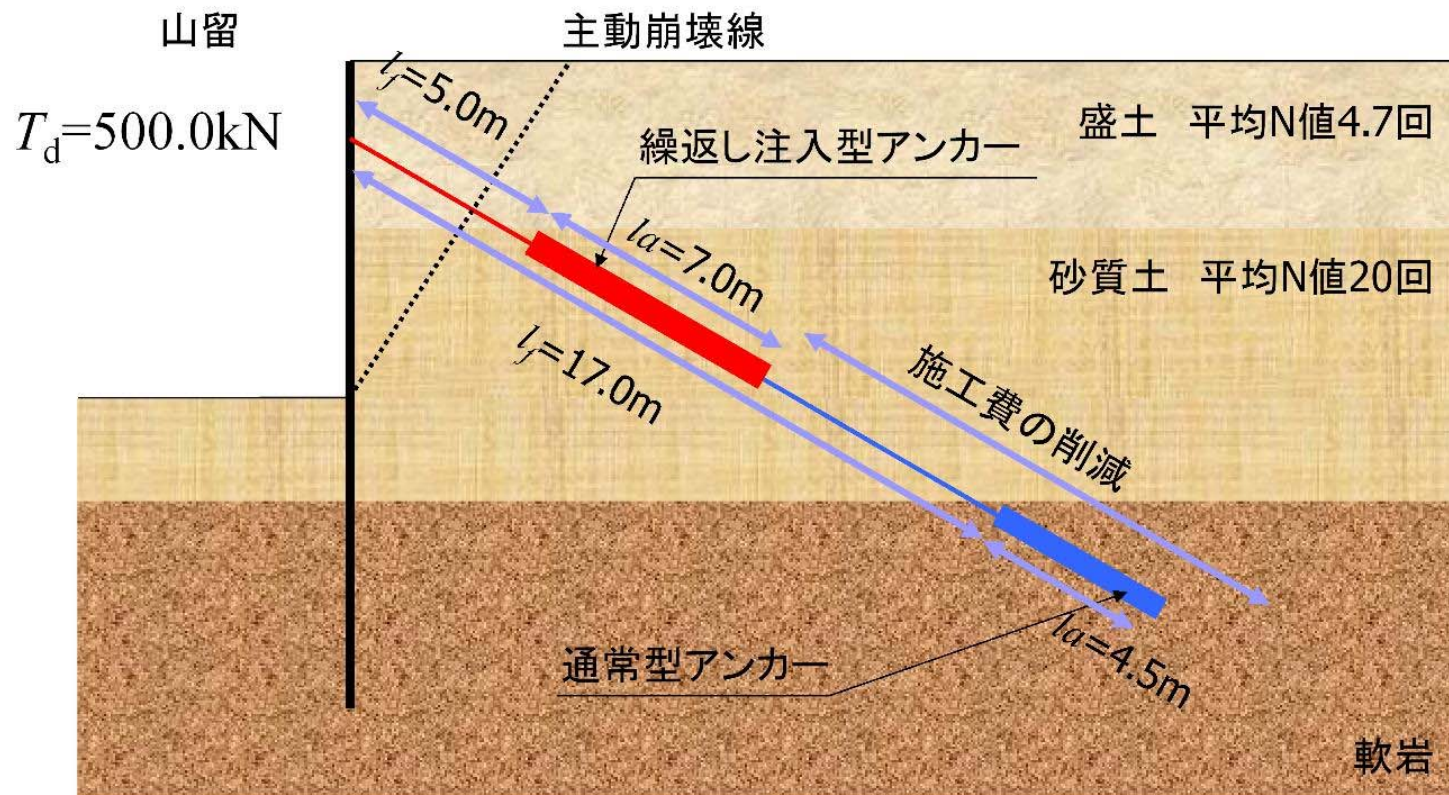 山留
主動崩壊線
T_d=500.0kN
l_f=5.0m
盛土　平均N値4.7回
繰返し注入型アンカー
la=7.0m
砂質土　平均N値20回
l_f=17.0m
施工費の削減
通常型アンカー
la=4.5m
軟岩